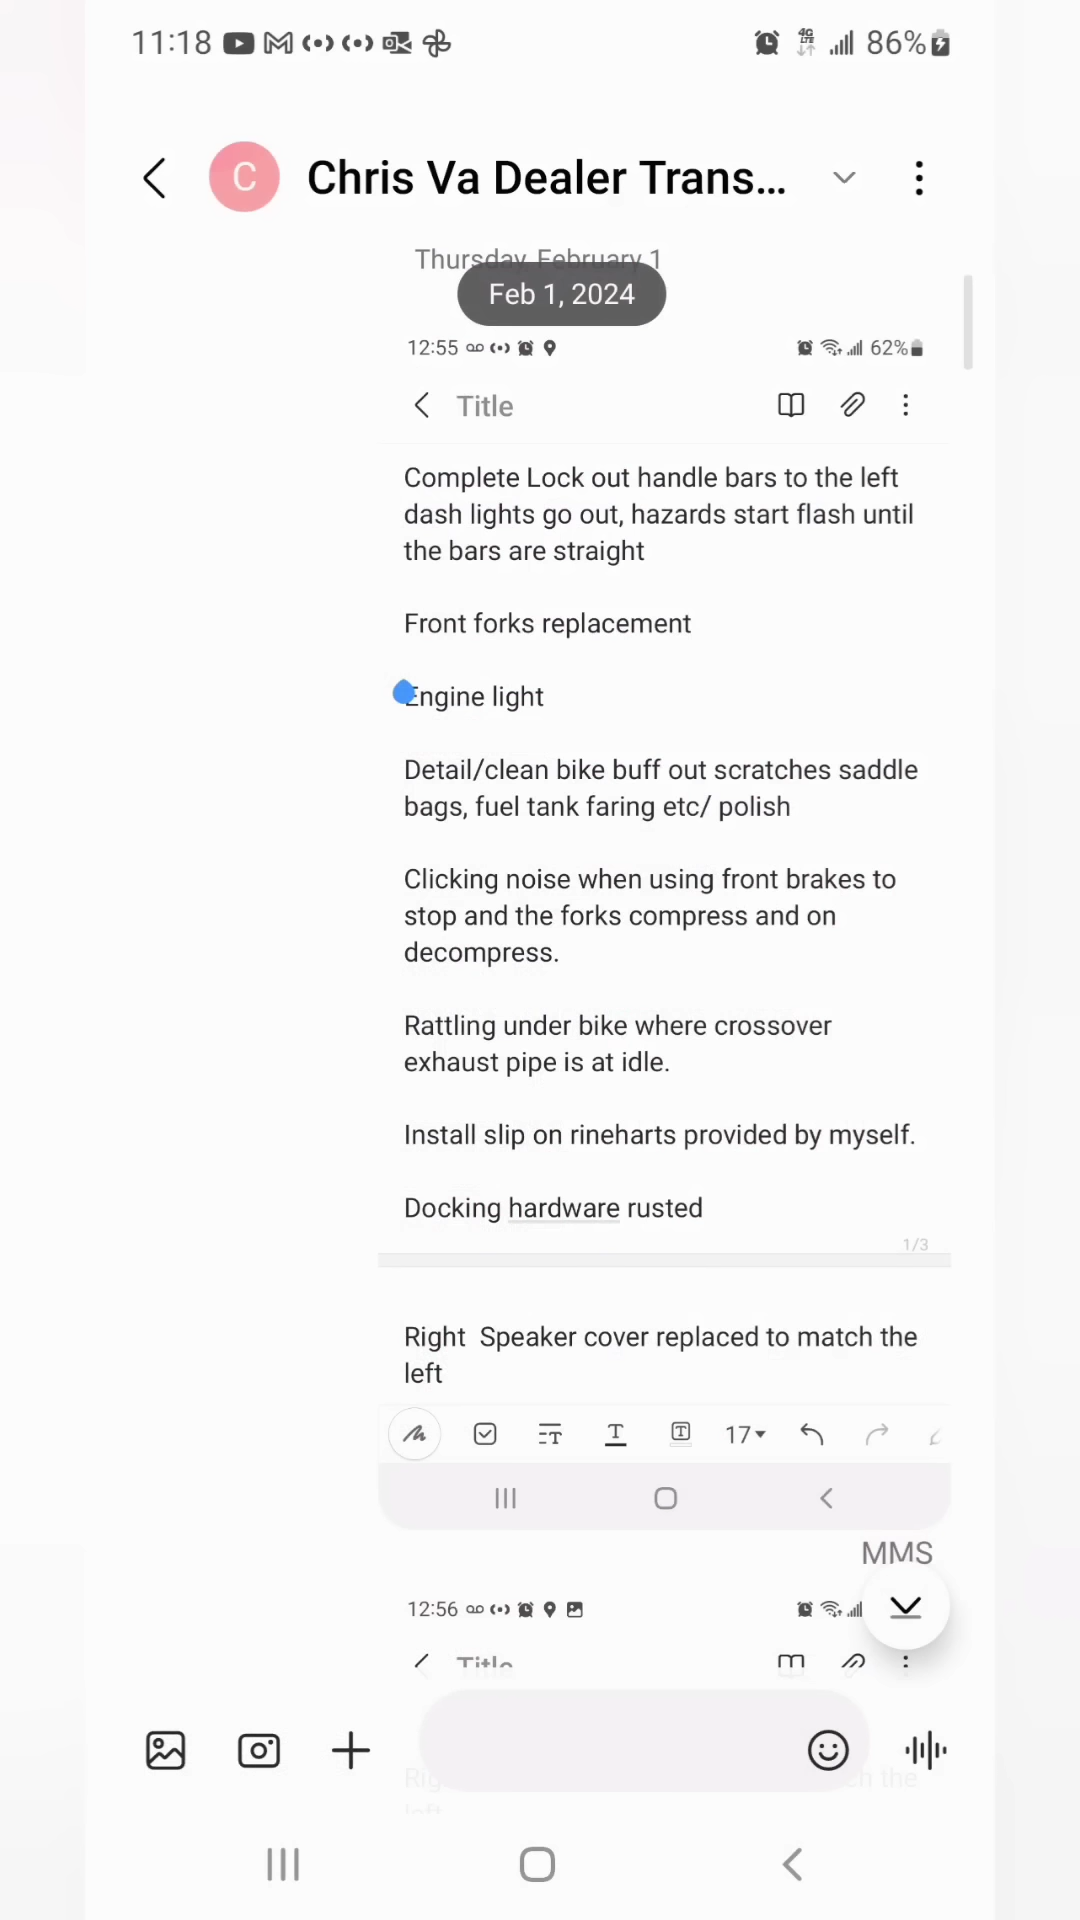 11:18 86%
C Chris Va Dealer Trans...
Thursday, February 1
Feb 1, 2024
12:55 62%
Title
Complete Lock out handle bars to the left
dash lights go out, hazards start flash until
the bars are straight
Front forks replacement
Engine light
Detail/clean bike buff out scratches saddle
bags, fuel tank faring etc/ polish
Clicking noise when using front brakes to
stop and the forks compress and on
decompress.
Rattling under bike where crossover
exhaust pipe is at idle.
Install slip on rineharts provided by myself.
Docking hardware rusted
1/3
Right Speaker cover replaced to match the
left
17
MMS
12:56
Title
the
left